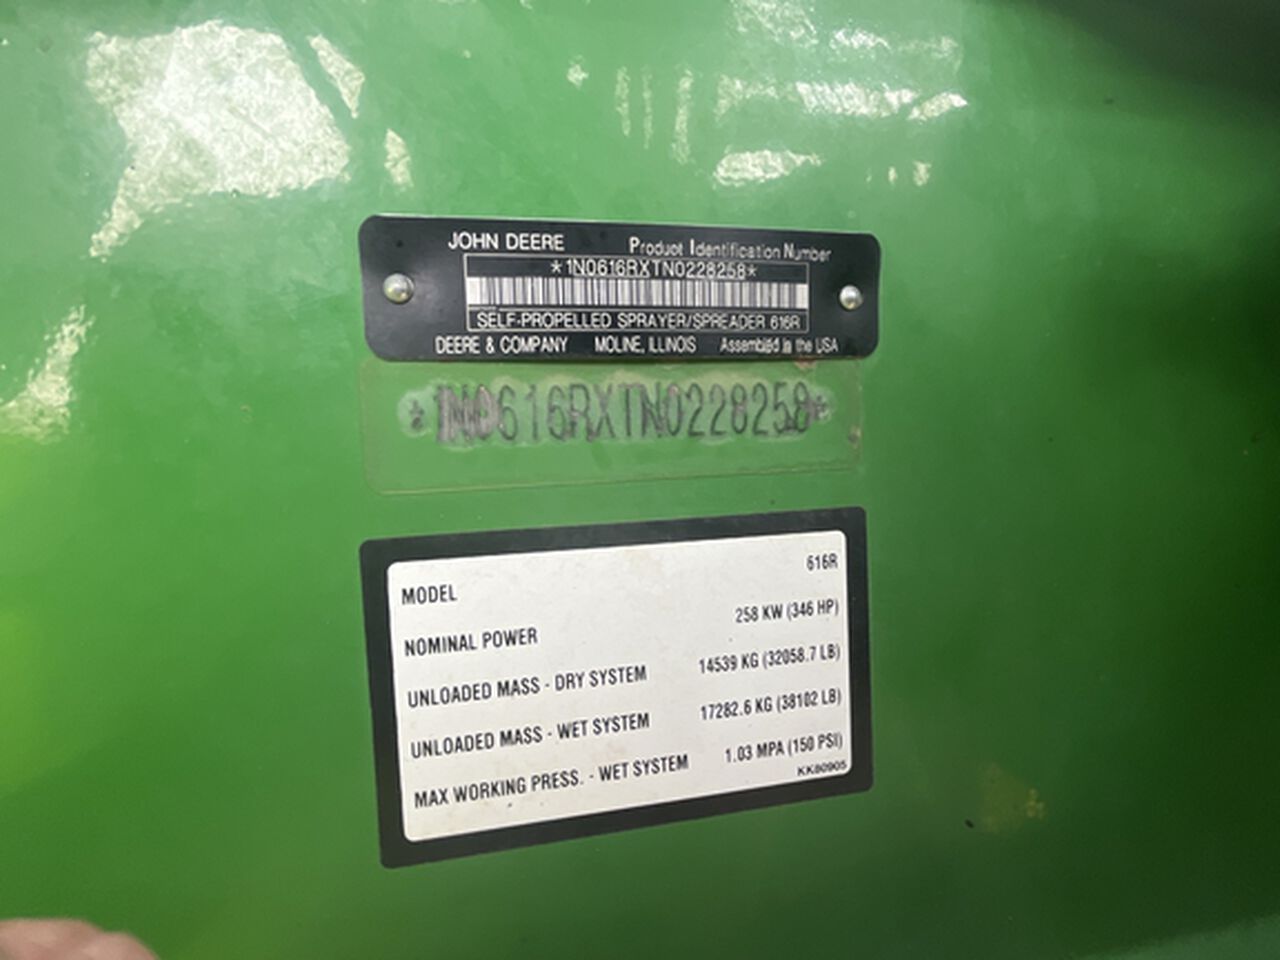 JOHN DEERE Product Identification Number
*1N0616RXTN0228258*
SELF-PROPELLED SPRAYER/SPREADER 616R
DEERE & COMPANY MOLINE, ILLINOIS Assembled in the USA
*1N0616RXTN0228258*
MODEL 616R
NOMINAL POWER 258 KW (346 HP)
UNLOADED MASS - DRY SYSTEM 14539 KG (32058.7 LB)
UNLOADED MASS - WET SYSTEM 17282.6 KG (38102 LB)
MAX WORKING PRESS. - WET SYSTEM 1.03 MPA (150 PSI)
KK80905